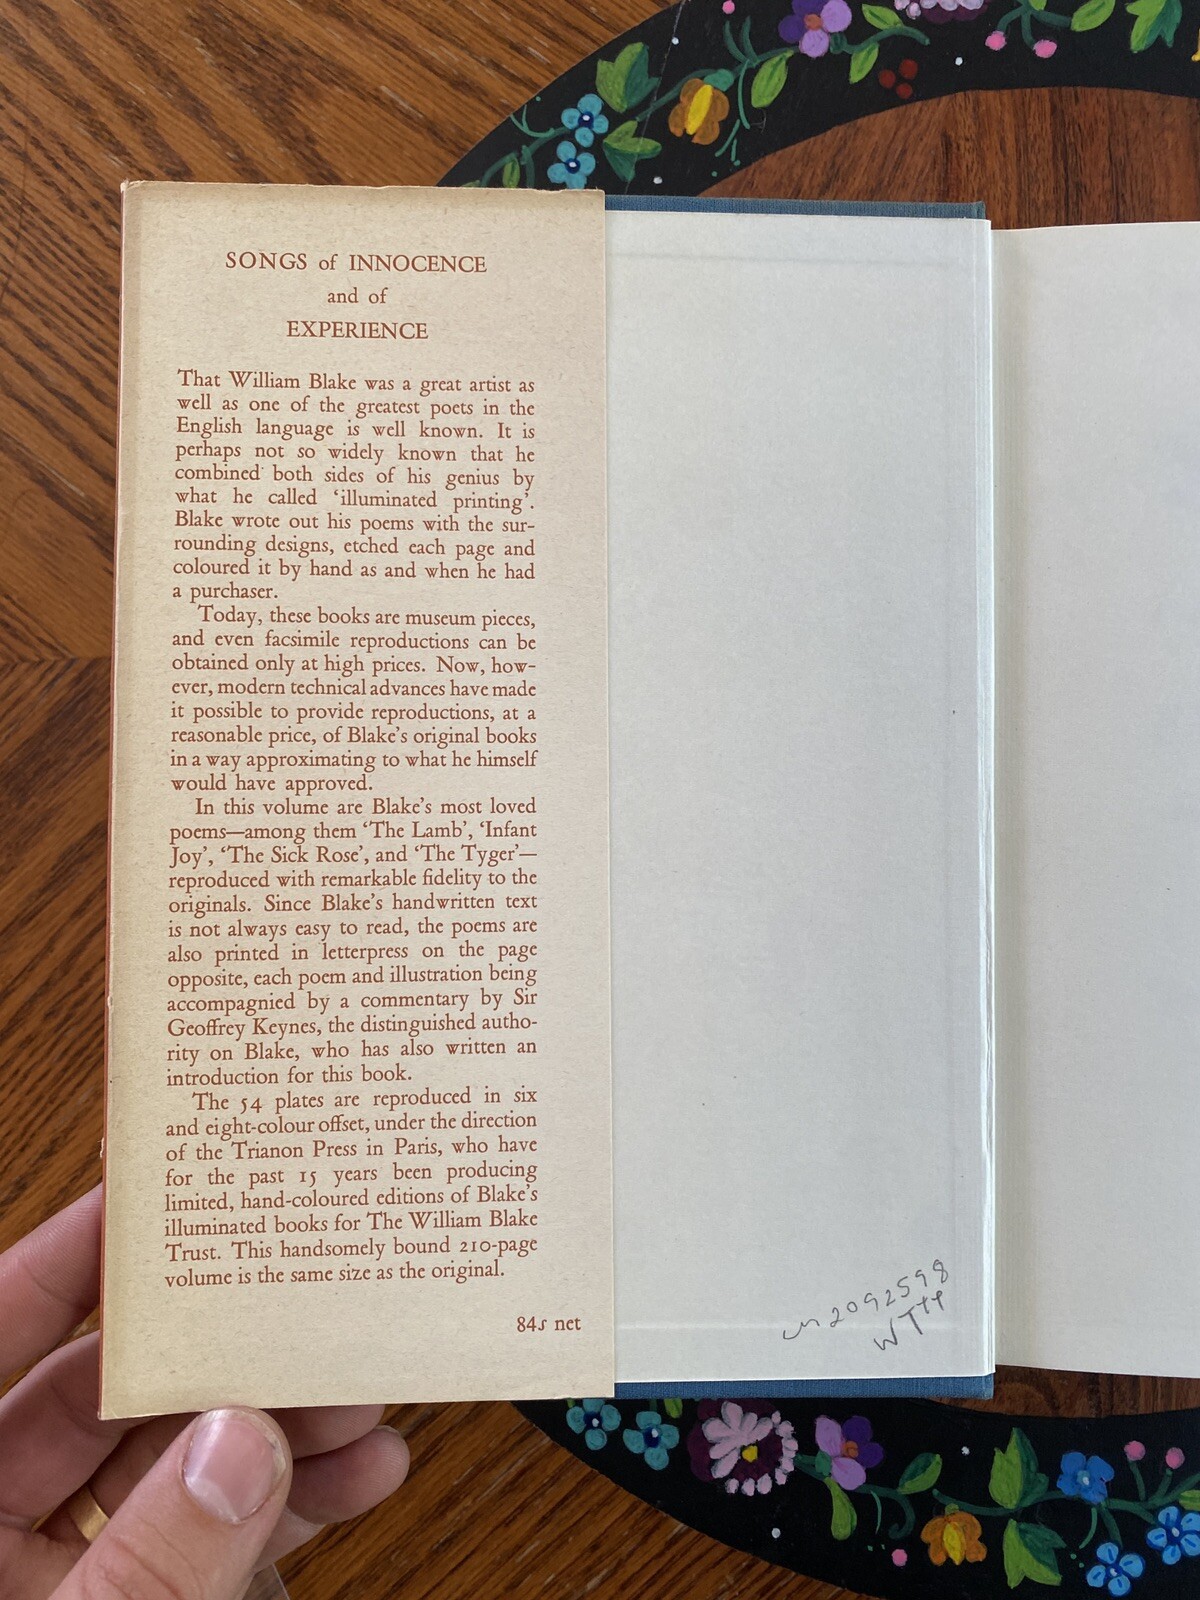 SONGS of INNOCENCE
and of
EXPERIENCE
That William Blake was a great artist as
well as one of the greatest poets in the
English language is well known. It is
perhaps not so widely known that he
combined both sides of his genius by
what he called ‘illuminated printing’.
Blake wrote out his poems with the sur-
rounding designs, etched each page and
coloured it by hand as and when he had
a purchaser.
Today, these books are museum pieces,
and even facsimile reproductions can be
obtained only at high prices. Now, how-
ever, modern technical advances have made
it possible to provide reproductions, at a
reasonable price, of Blake’s original books
in a way approximating to what he himself
would have approved.
In this volume are Blake’s most loved
poems—among them ‘The Lamb’, ‘Infant
Joy’, ‘The Sick Rose’, and ‘The Tyger’—
reproduced with remarkable fidelity to the
originals. Since Blake’s handwritten text
is not always easy to read, the poems are
also printed in letterpress on the page
opposite, each poem and illustration being
accompagnied by a commentary by Sir
Geoffrey Keynes, the distinguished autho-
rity on Blake, who has also written an
introduction for this book.
The 54 plates are reproduced in six
and eight-colour offset, under the direction
of the Trianon Press in Paris, who have
for the past 15 years been producing
limited, hand-coloured editions of Blake’s
illuminated books for The William Blake
Trust. This handsomely bound 210-page
volume is the same size as the original.
84s net
2092598